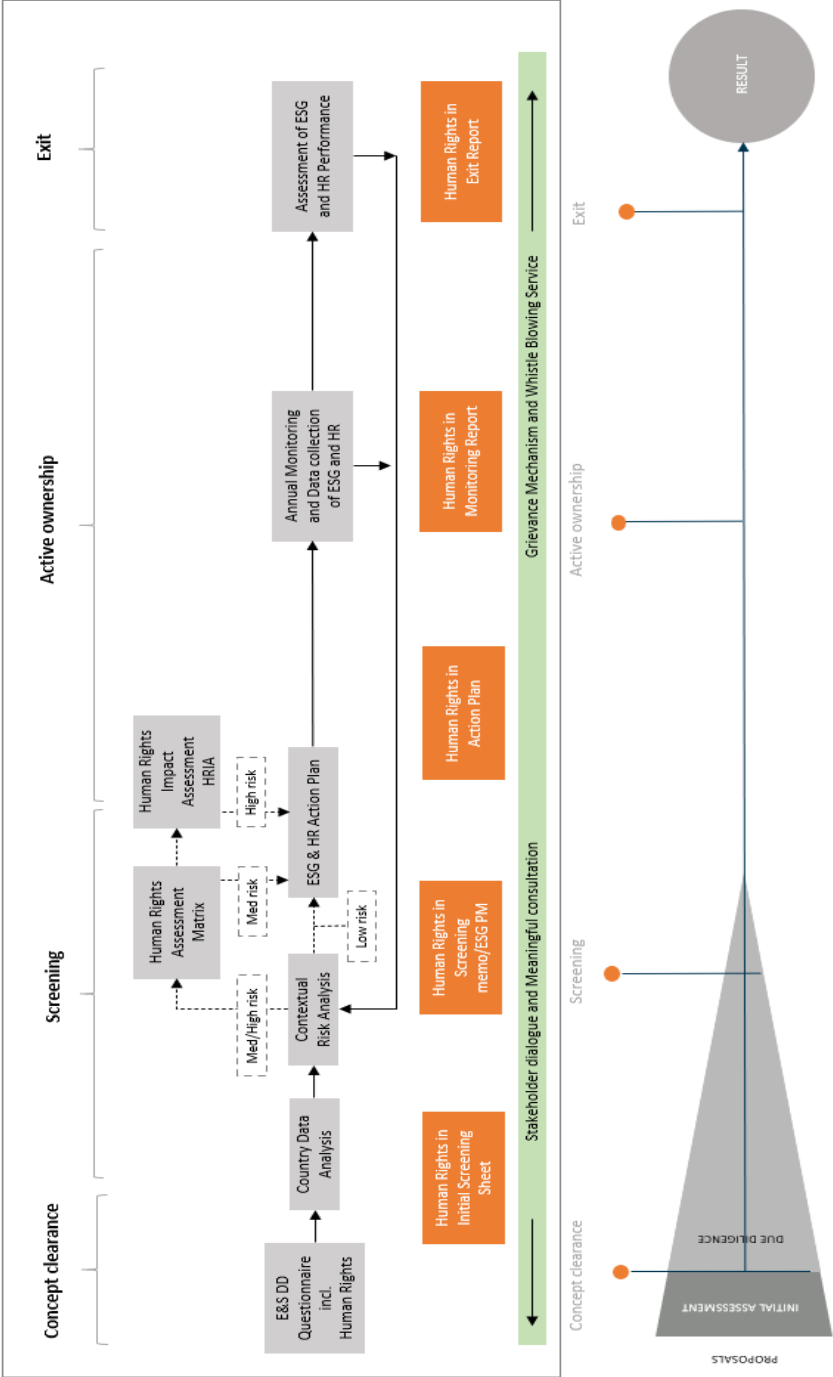 Concept clearance
Screening
Active ownership
Exit
Human Rights
Assessment
Matrix
Human Rights
Impact
Assessment
HRIA
Med/High risk
Med risk
High risk
E&S DD
Questionnaire
incl.
Human Rights
Country Data
Analysis
Contextual
Risk Analysis
Low risk
ESG & HR Action Plan
Annual Monitoring
and Data collection
of ESG and HR
Assessment of ESG
and HR Performance
Human Rights in
Initial Screening
Sheet
Human Rights in
Screening
memo/ESG PM
Human Rights in
Action Plan
Human Rights in
Monitoring Report
Human Rights in
Exit Report
Stakeholder dialogue and Meaningful consultation
Grievance Mechanism and Whistle Blowing Service
Concept clearance
Screening
Active ownership
Exit
PROPOSALS
INITIAL ASSESSMENT
DUE DILIGENCE
RESULT